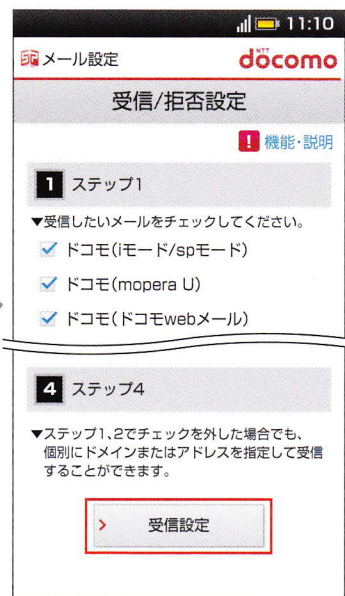 11:10
メール設定
NTT
döcomo
受信/拒否設定
! 機能・説明
1 ステップ1
▼受信したいメールをチェックしてください。
ドコモ(iモード/spモード)
ドコモ(mopera U)
ドコモ(ドコモwebメール)
4 ステップ4
▼ステップ1、2でチェックを外した場合でも、
個別にドメインまたはアドレスを指定して受信
することができます。
> 受信設定